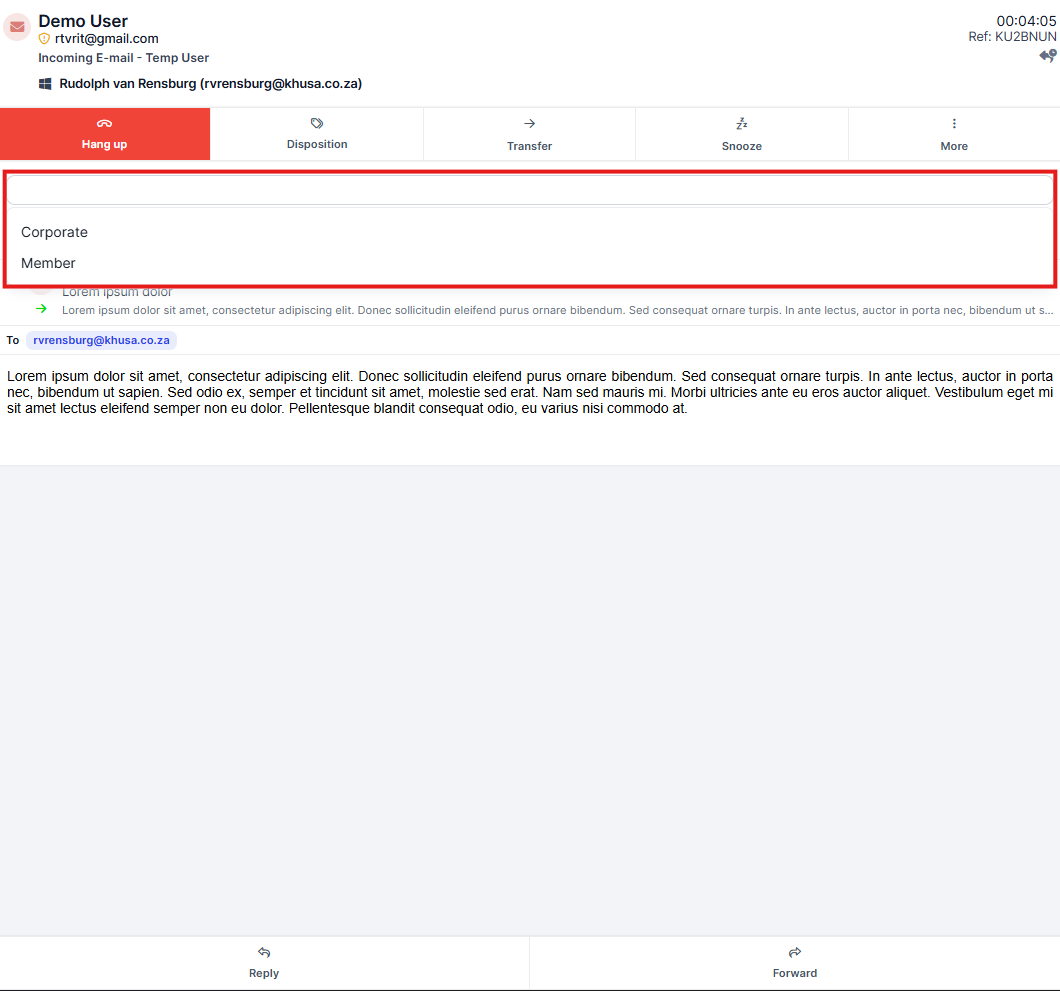 Demo User
00:04:05
rtvrit@gmail.com
Ref: KU2BNUN
Incoming E-mail - Temp User
Rudolph van Rensburg (rvrensburg@khusa.co.za)
Hang up
Disposition
Transfer
Snooze
More
Corporate
Member
Lorem ipsum dolor
Lorem ipsum dolor sit amet, consectetur adipiscing elit. Donec sollicitudin eleifend purus ornare bibendum. Sed consequat ornare turpis. In ante lectus, auctor in porta nec, bibendum ut s...
To rvrensburg@khusa.co.za
Lorem ipsum dolor sit amet, consectetur adipiscing elit. Donec sollicitudin eleifend purus ornare bibendum. Sed consequat ornare turpis. In ante lectus, auctor in porta
nec, bibendum ut sapien. Sed odio ex, semper et tincidunt sit amet, molestie sed erat. Nam sed mauris mi. Morbi ultricies ante eu eros auctor aliquet. Vestibulum eget mi
sit amet lectus eleifend semper non eu dolor. Pellentesque blandit consequat odio, eu varius nisi commodo at.
Reply
Forward